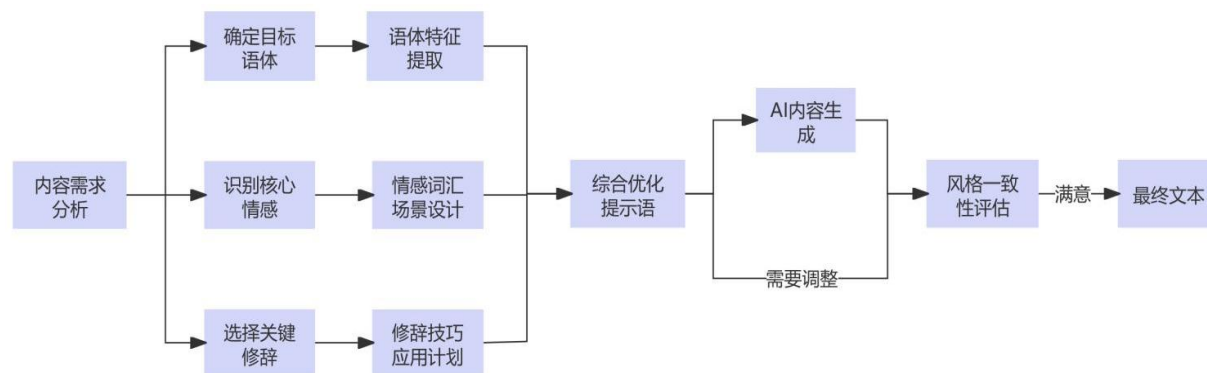 确定目标
语体
语体特征
提取
AI内容生
成
内容需求
分析
识别核心
情感
情感词汇
场景设计
综合优化
提示语
风格一致
性评估
满意
最终文本
需要调整
选择关键
修辞
修辞技巧
应用计划